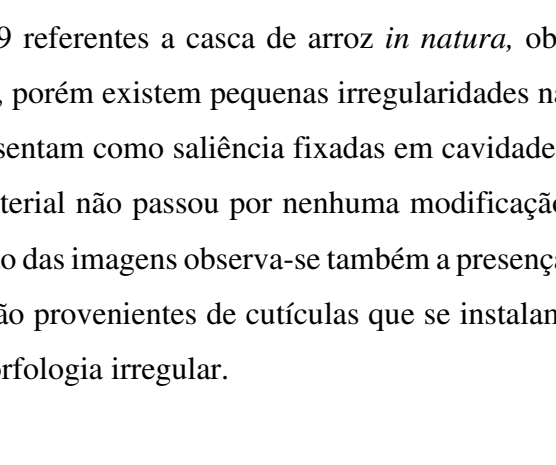 9 referentes a casca de arroz in natura, ob
, porém existem pequenas irregularidades na
sentam como saliência fixadas em cavidade
terial não passou por nenhuma modificação
o das imagens observa-se também a presença
ão provenientes de cutículas que se instalam
orfologia irregular.